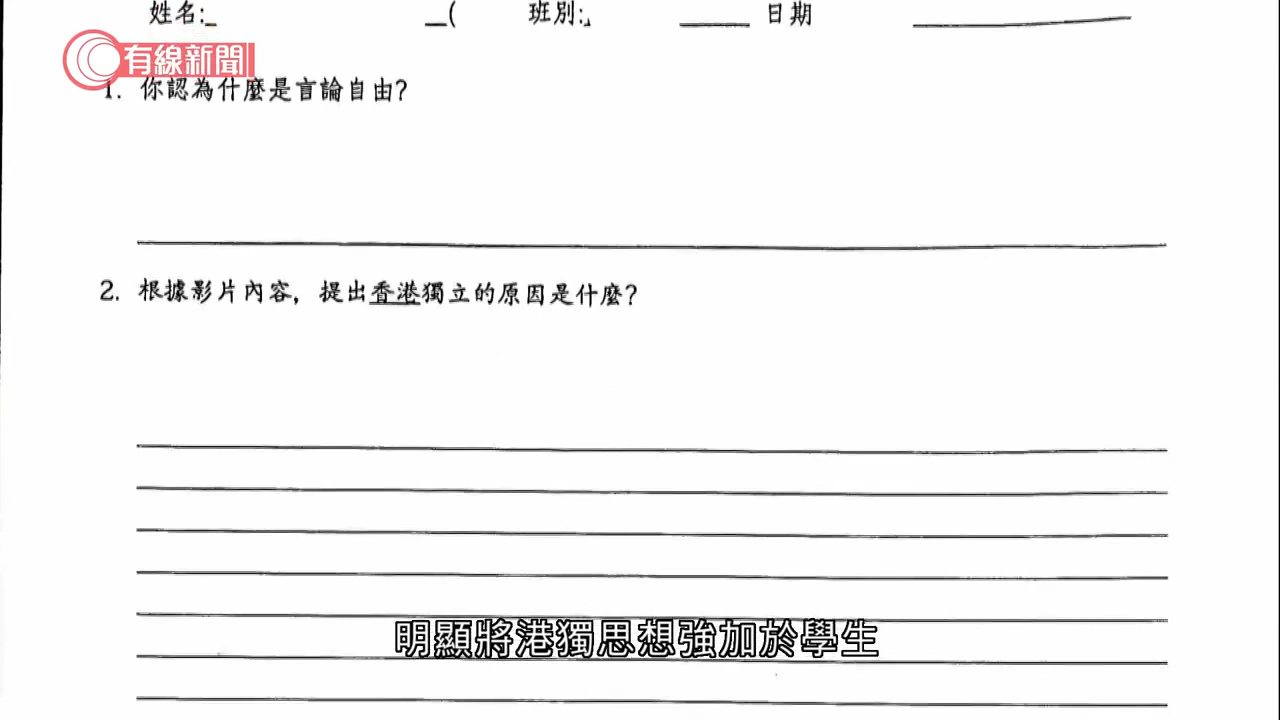 姓名:_ _( 班別: ____ 日期 ________
有線新聞
1. 你認為什麼是言論自由?
2. 根據影片內容，提出香港獨立的原因是什麼?
明顯將港獨思想強加於學生